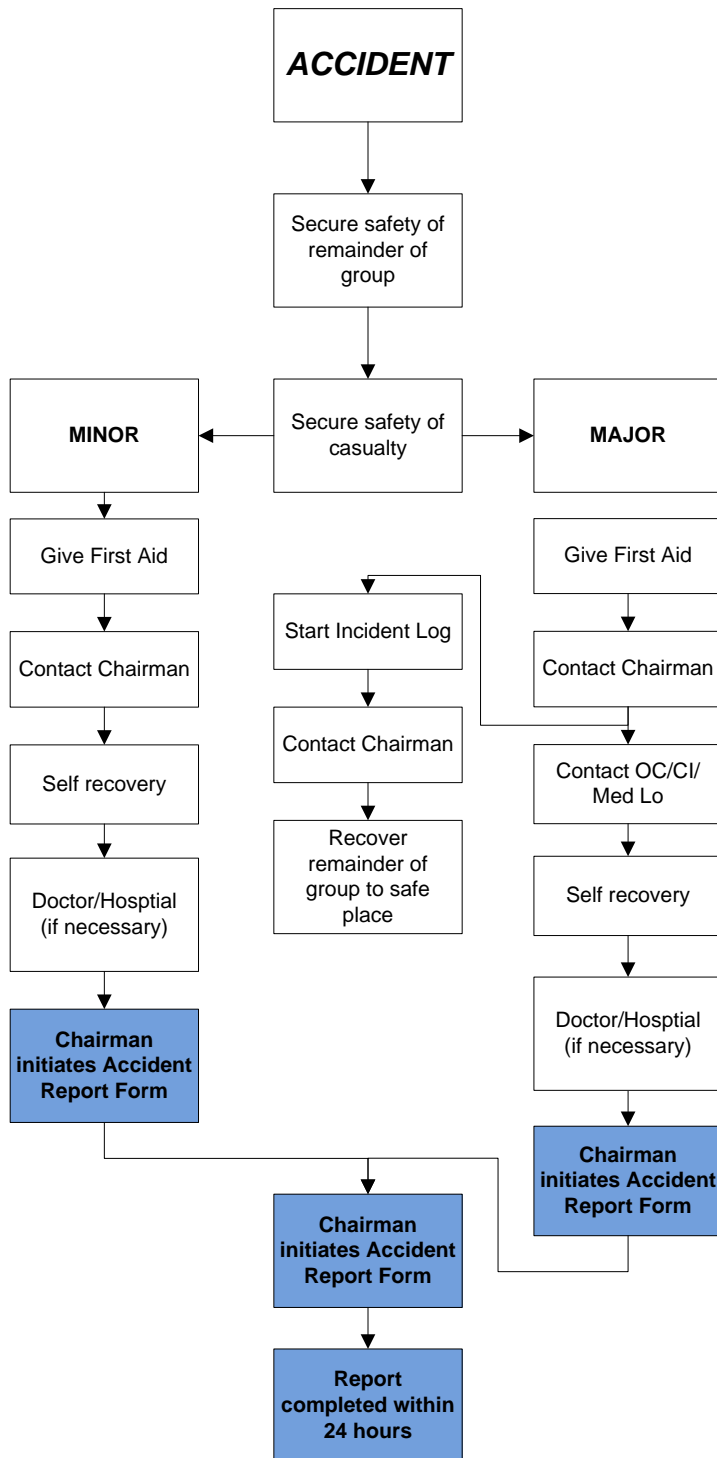 ACCIDENT
Secure safety of
remainder of
group
MINOR
Secure safety of
casualty
MAJOR
Give First Aid
Contact Chairman
Self recovery
Doctor/Hosptial
(if necessary)
Chairman
initiates Accident
Report Form
Start Incident Log
Contact Chairman
Recover
remainder of
group to safe
place
Give First Aid
Contact Chairman
Contact OC/CI/
Med Lo
Self recovery
Doctor/Hosptial
(if necessary)
Chairman
initiates Accident
Report Form
Chairman
initiates Accident
Report Form
Report
completed within
24 hours